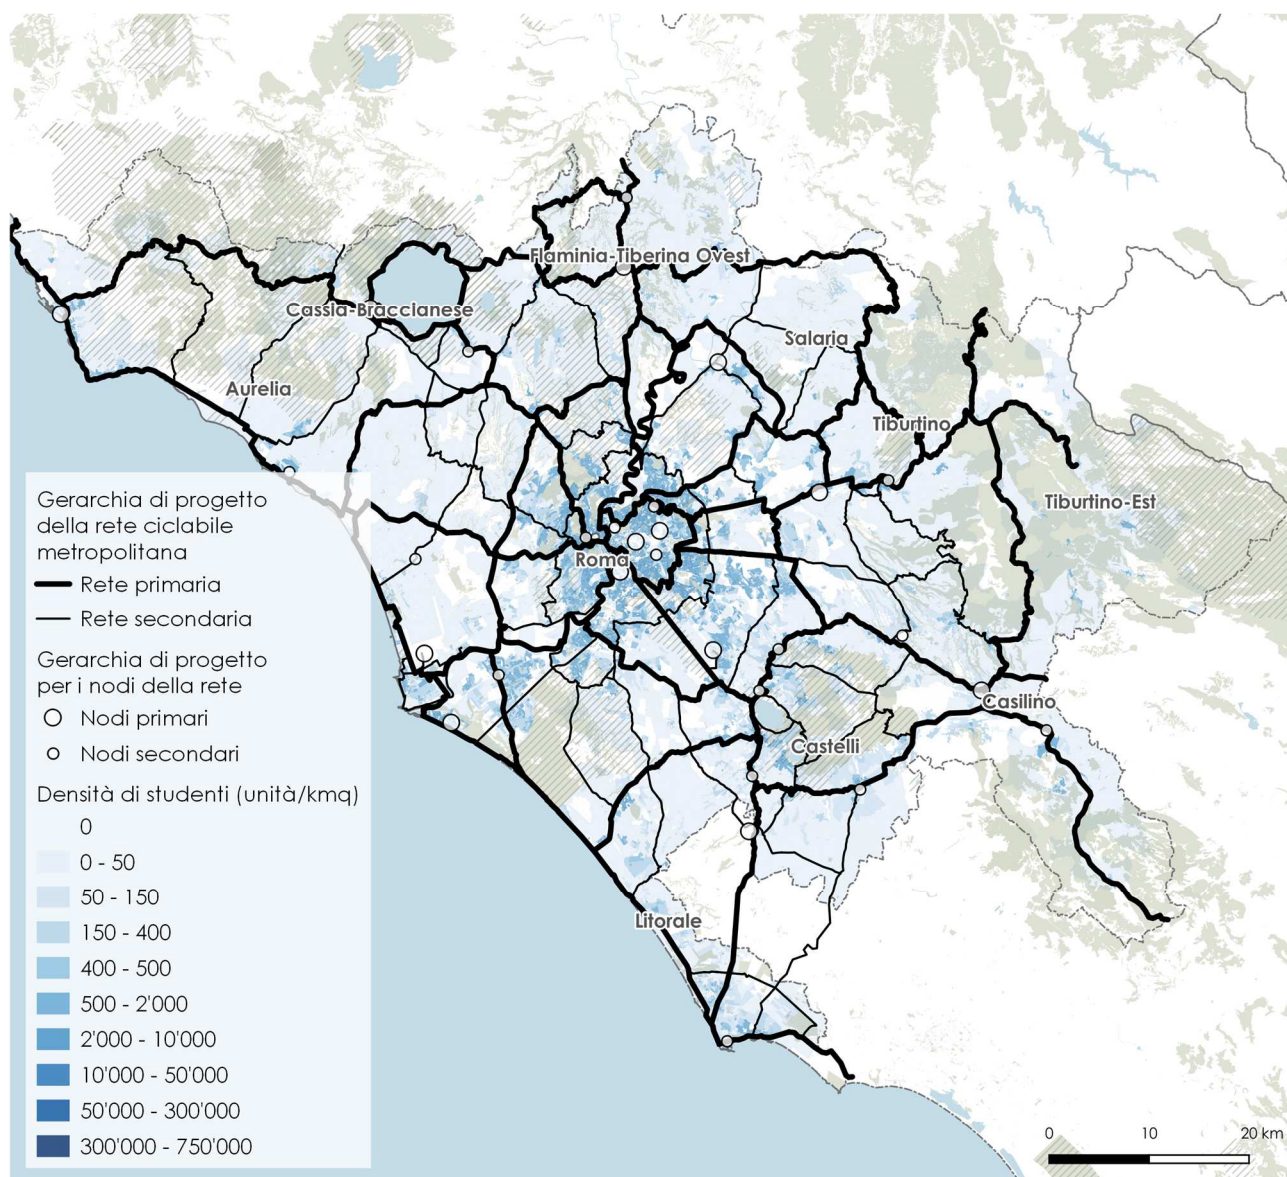 Flaminia-Tiberina Ovest
Cassia-Braccianese
Salaria
Aurelia
Tiburtino
Tiburtino-Est
Roma
Casilino
Castelli
Litorale
Gerarchia di progetto
della rete ciclabile
metropolitana
Rete primaria
Rete secondaria
Gerarchia di progetto
per i nodi della rete
Nodi primari
Nodi secondari
Densità di studenti (unità/kmq)
0
0 - 50
50 - 150
150 - 400
400 - 500
500 - 2'000
2'000 - 10'000
10'000 - 50'000
50'000 - 300'000
300'000 - 750'000
0 10 20 km